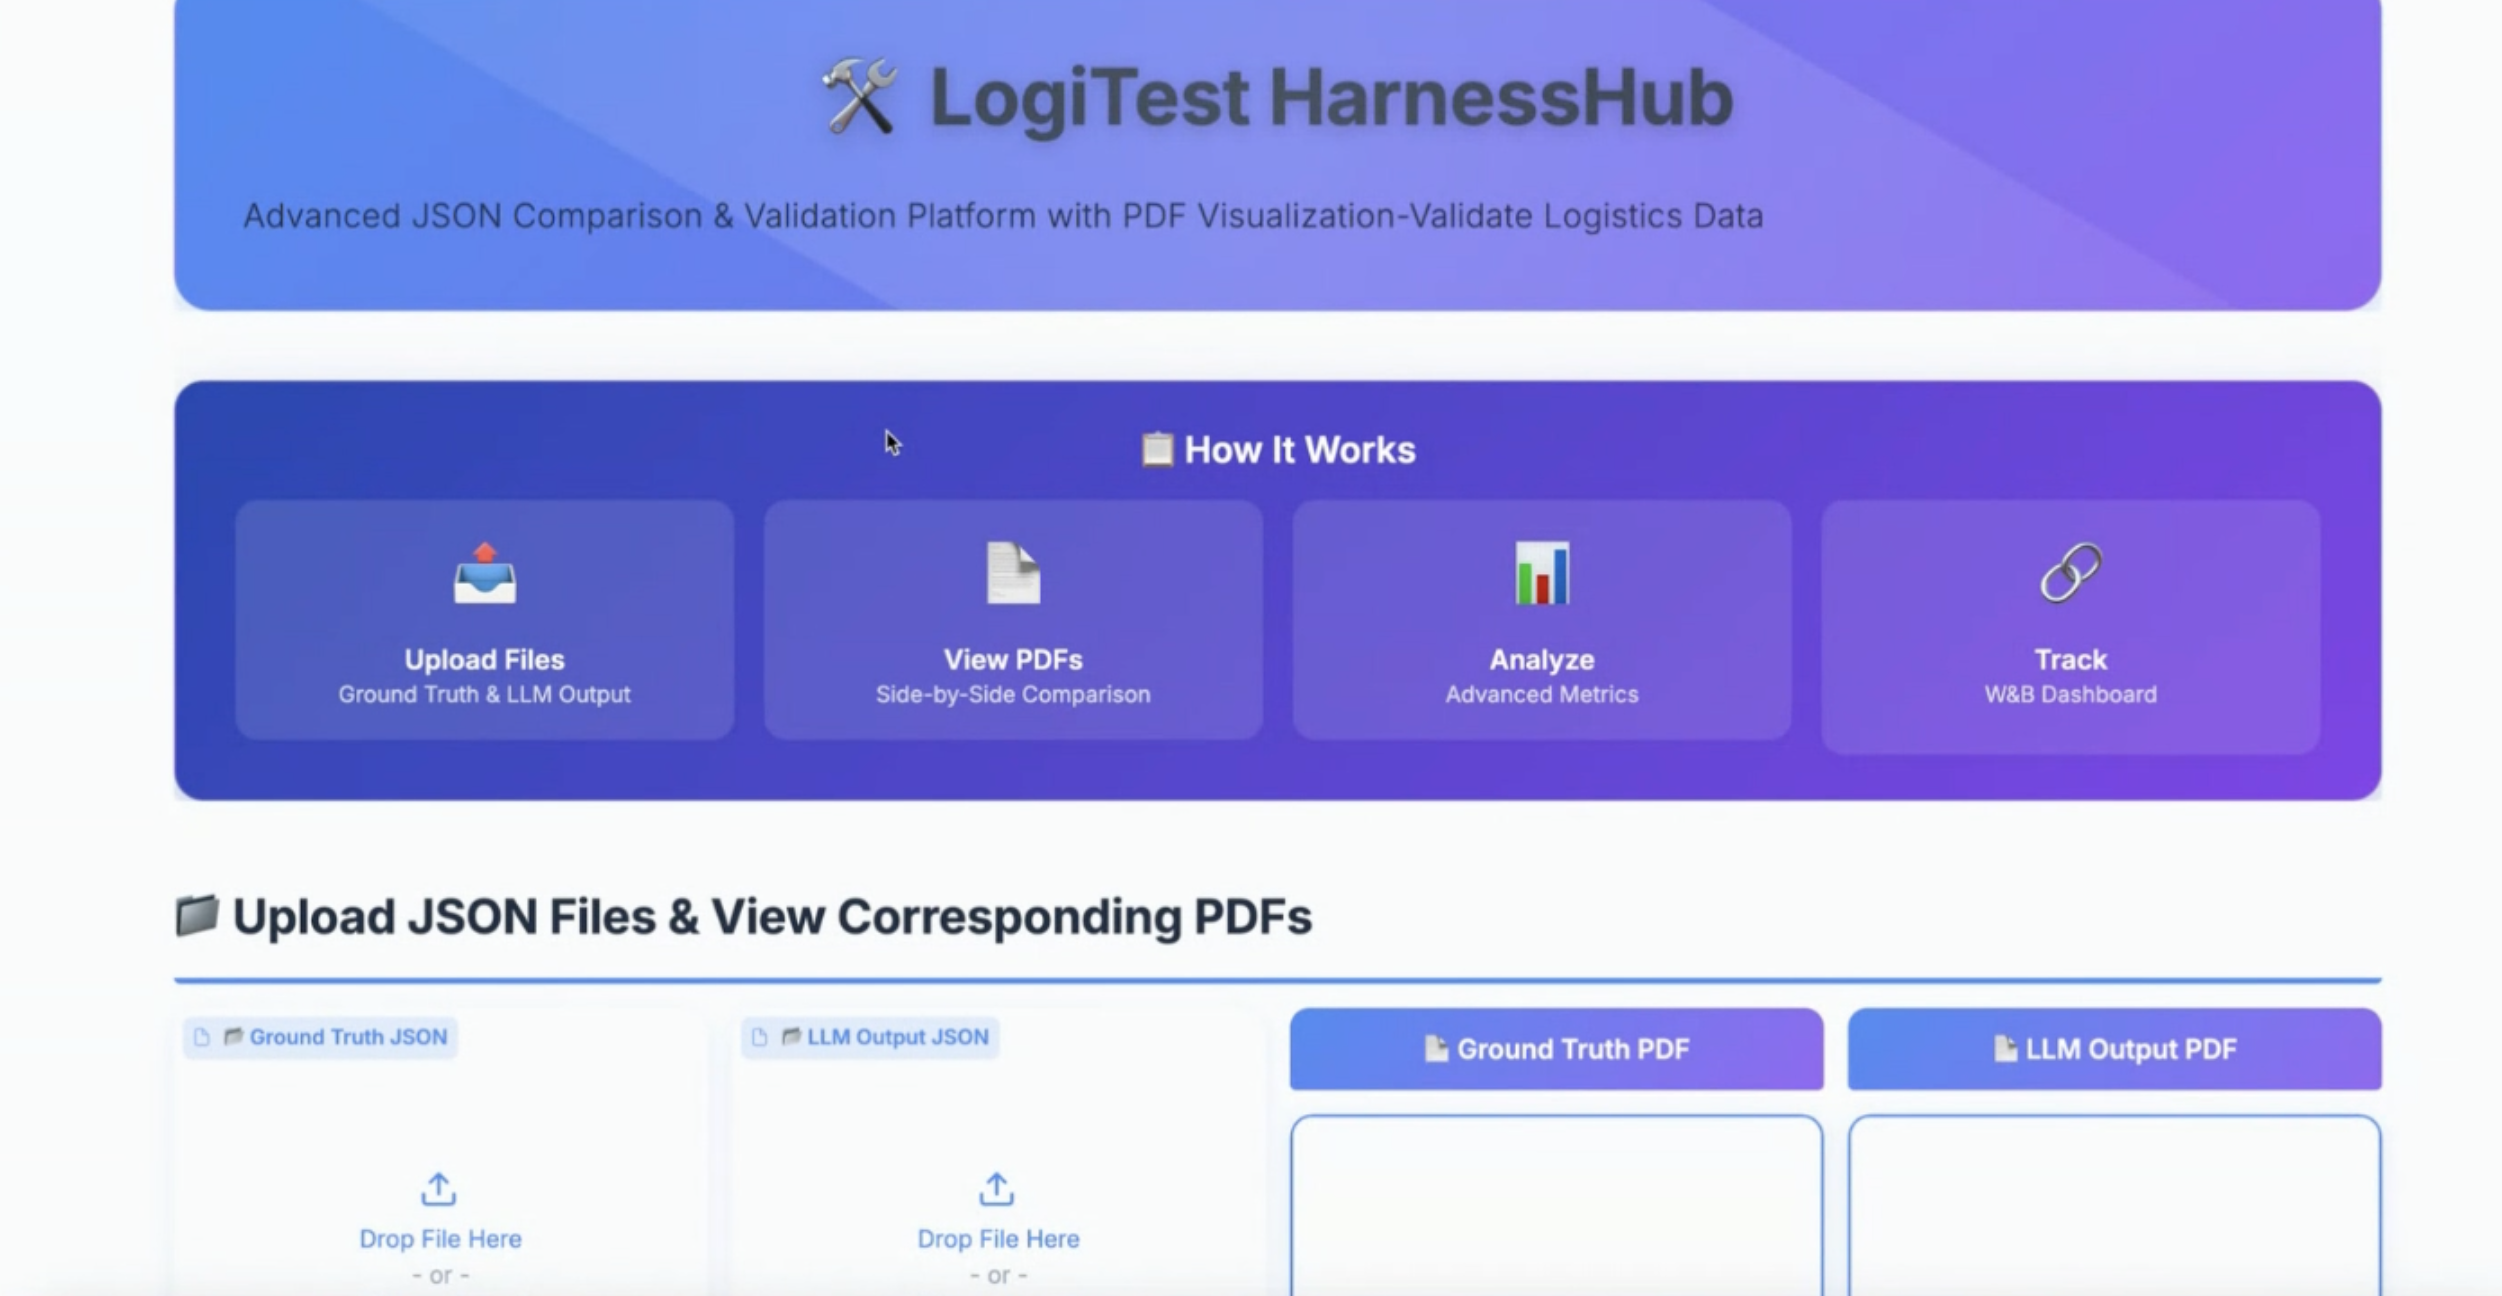 LogiTest HarnessHub
Advanced JSON Comparison & Validation Platform with PDF Visualization-Validate Logistics Data
How It Works
Upload Files
Ground Truth & LLM Output
View PDFs
Side-by-Side Comparison
Analyze
Advanced Metrics
Track
W&B Dashboard
Upload JSON Files & View Corresponding PDFs
Ground Truth JSON
Drop File Here
- or -
LLM Output JSON
Drop File Here
- or -
Ground Truth PDF
LLM Output PDF